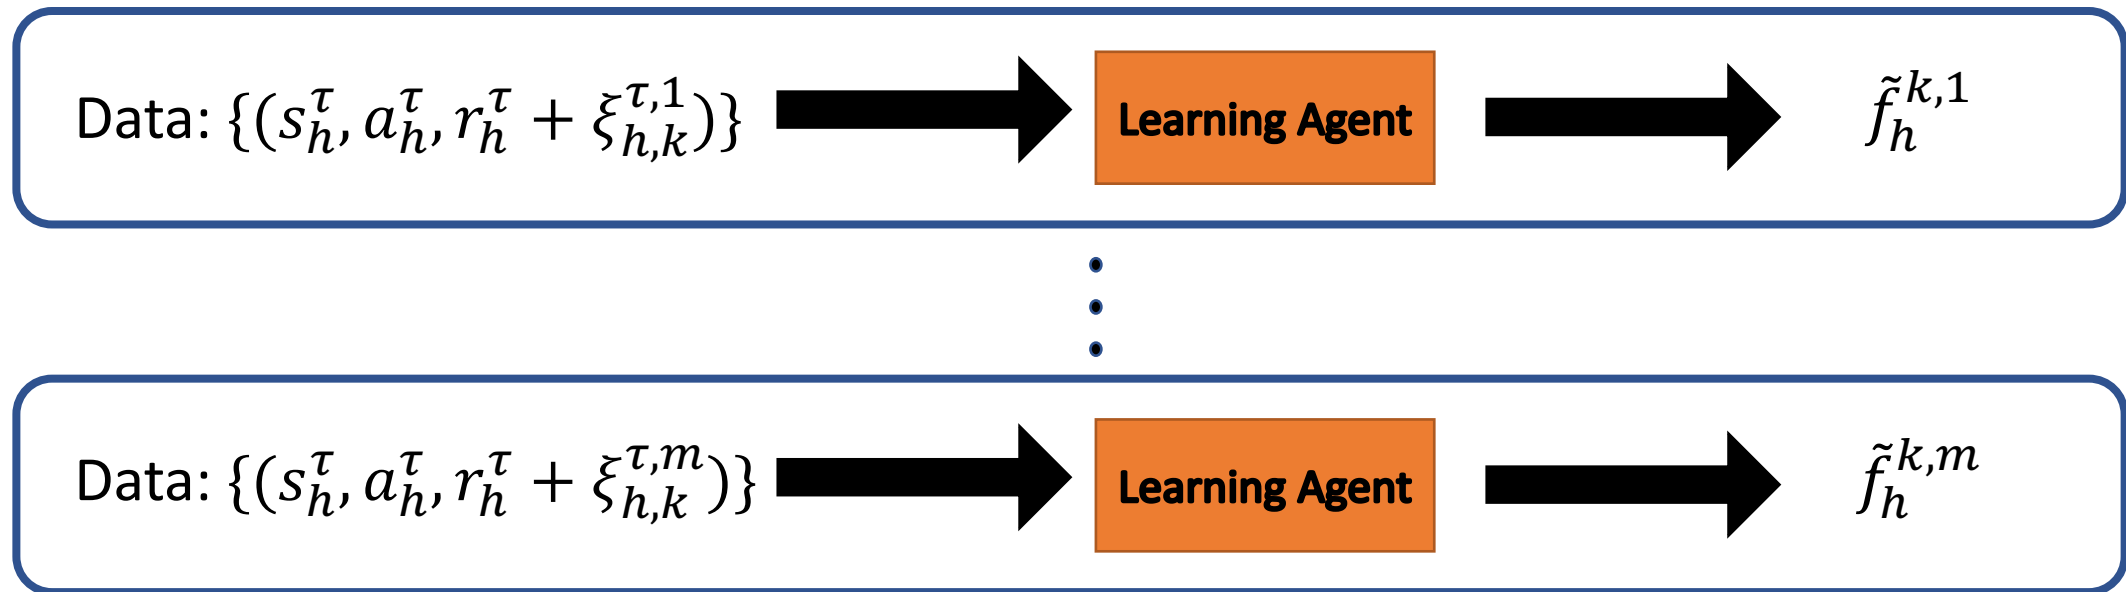 Data: {(s_h^τ, a_h^τ, r_h^τ + ξ_{h,k}^{τ,1})} Learning Agent f̃_h^{k,1}
Data: {(s_h^τ, a_h^τ, r_h^τ + ξ_{h,k}^{τ,m})} Learning Agent f̃_h^{k,m}